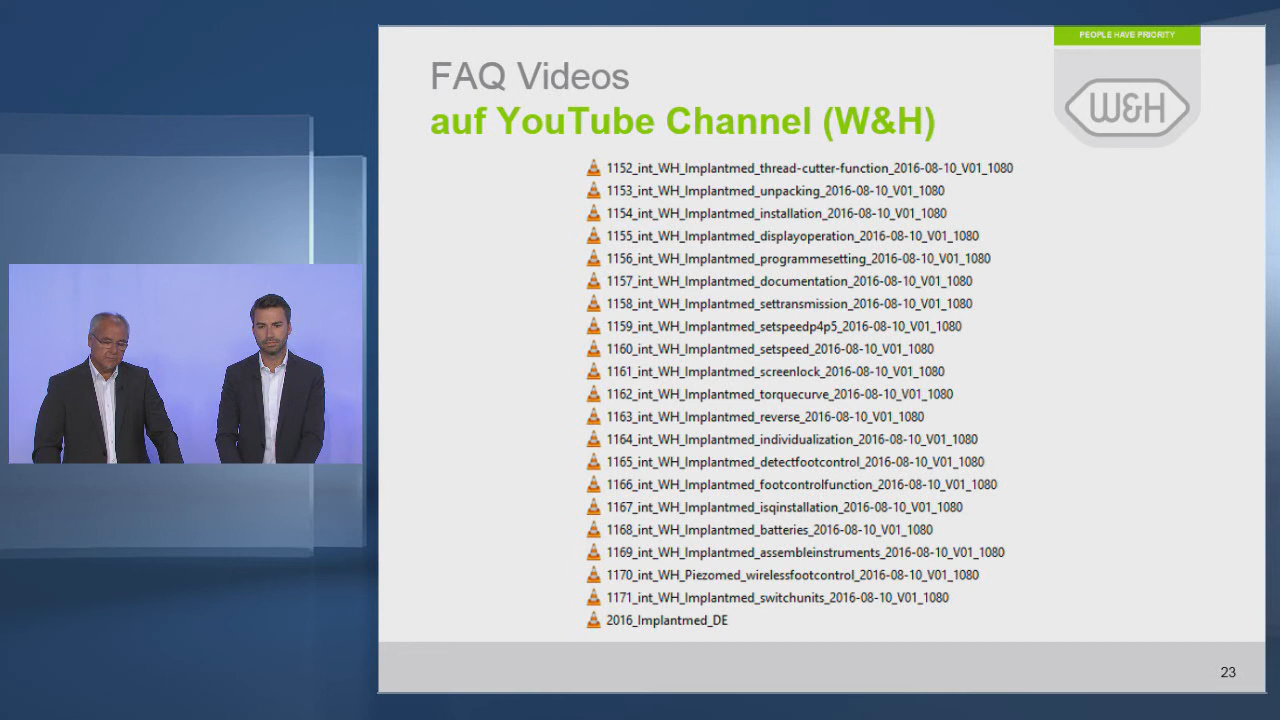 PEOPLE HAVE PRIORITY
W&H
FAQ Videos
auf YouTube Channel (W&H)
1152_int_WH_Implantmed_thread-cutter-function_2016-08-10_V01_1080
1153_int_WH_Implantmed_unpacking_2016-08-10_V01_1080
1154_int_WH_Implantmed_installation_2016-08-10_V01_1080
1155_int_WH_Implantmed_displayoperation_2016-08-10_V01_1080
1156_int_WH_Implantmed_programmesetting_2016-08-10_V01_1080
1157_int_WH_Implantmed_documentation_2016-08-10_V01_1080
1158_int_WH_Implantmed_settransmission_2016-08-10_V01_1080
1159_int_WH_Implantmed_setspeedp4p5_2016-08-10_V01_1080
1160_int_WH_Implantmed_setspeed_2016-08-10_V01_1080
1161_int_WH_Implantmed_screenlock_2016-08-10_V01_1080
1162_int_WH_Implantmed_torquecurve_2016-08-10_V01_1080
1163_int_WH_Implantmed_reverse_2016-08-10_V01_1080
1164_int_WH_Implantmed_individualization_2016-08-10_V01_1080
1165_int_WH_Implantmed_detectfootcontrol_2016-08-10_V01_1080
1166_int_WH_Implantmed_footcontrolfunction_2016-08-10_V01_1080
1167_int_WH_Implantmed_isqinstallation_2016-08-10_V01_1080
1168_int_WH_Implantmed_batteries_2016-08-10_V01_1080
1169_int_WH_Implantmed_assembleinstruments_2016-08-10_V01_1080
1170_int_WH_Piezomed_wirelessfootcontrol_2016-08-10_V01_1080
1171_int_WH_Implantmed_switchunits_2016-08-10_V01_1080
2016_Implantmed_DE
23